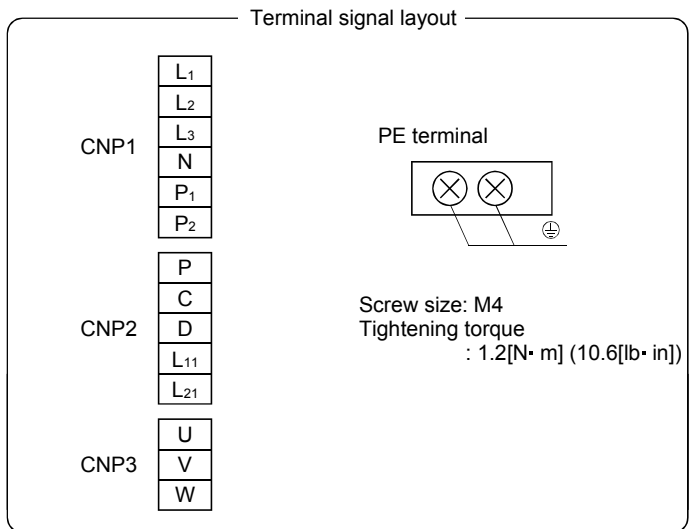 Terminal signal layout
CNP1
L1
L2
L3
N
P1
P2
PE terminal
CNP2
P
C
D
L11
L21
Screw size: M4
Tightening torque
: 1.2[N▪ m] (10.6[lb▪ in])
CNP3
U
V
W